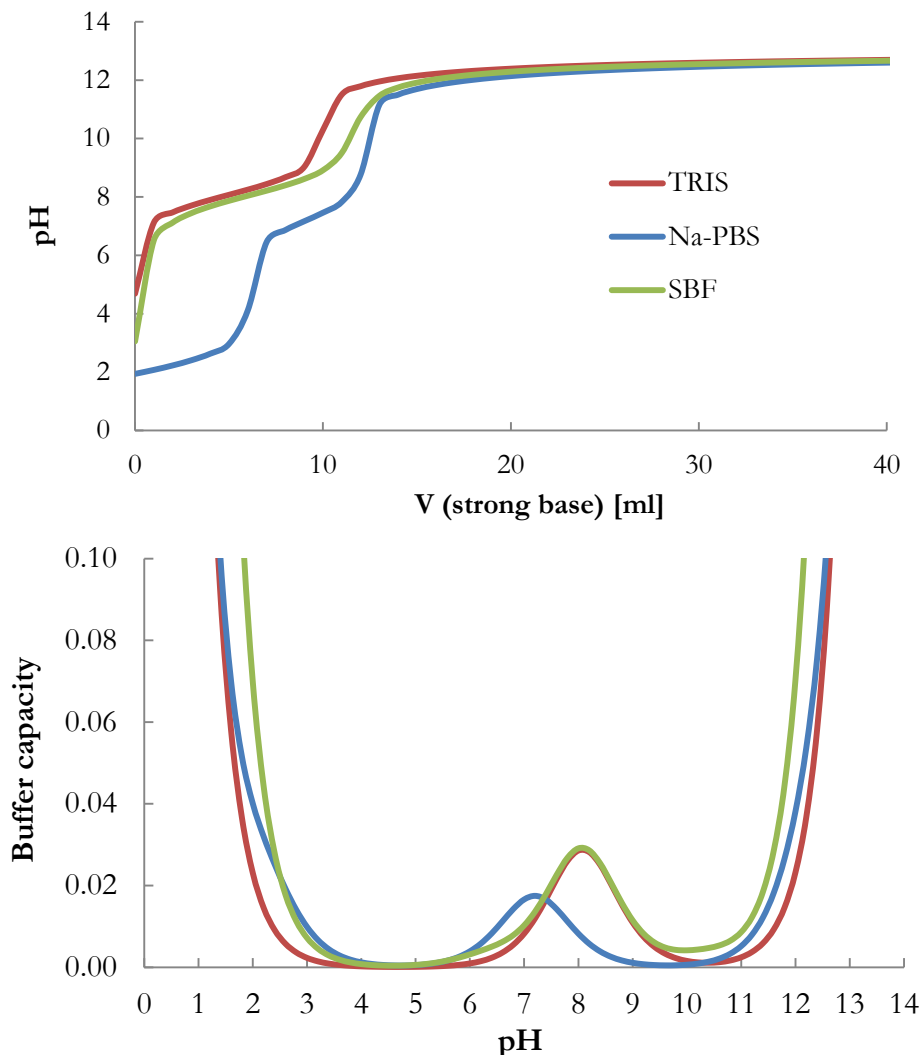 14
12
10
8
6
4
2
0
pH
TRIS
Na-PBS
SBF
0 10 20 30 40
V (strong base) [ml]
0.10
0.08
0.06
0.04
0.02
0.00
Buffer capacity
0 1 2 3 4 5 6 7 8 9 10 11 12 13 14
pH